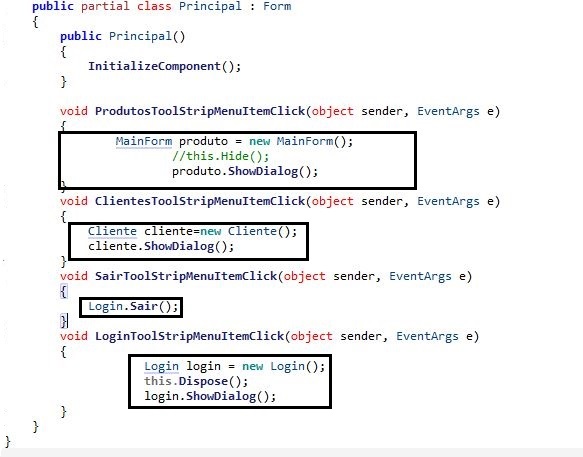 public partial class Principal : Form
{
public Principal()
{
InitializeComponent();
}
void ProdutosToolStripMenuItemClick(object sender, EventArgs e)
{
MainForm produto = new MainForm();
//this.Hide();
produto.ShowDialog();
}
void ClientesToolStripMenuItemClick(object sender, EventArgs e)
{
Cliente cliente=new Cliente();
cliente.ShowDialog();
}
void SairToolStripMenuItemClick(object sender, EventArgs e)
{
Login.Sair();
}
void LoginToolStripMenuItemClick(object sender, EventArgs e)
{
Login login = new Login();
this.Dispose();
login.ShowDialog();
}
}
}